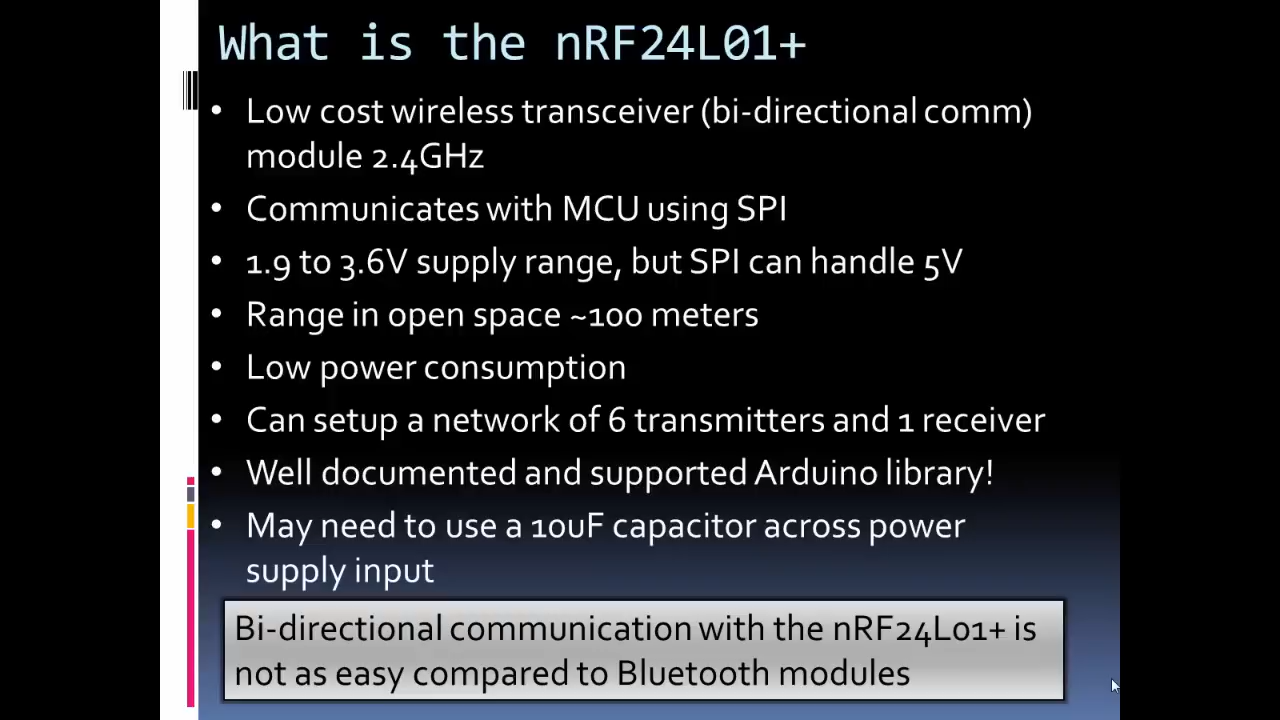 What is the nRF24L01+
• Low cost wireless transceiver (bi-directional comm)
module 2.4GHz
• Communicates with MCU using SPI
• 1.9 to 3.6V supply range, but SPI can handle 5V
• Range in open space ~100 meters
• Low power consumption
• Can setup a network of 6 transmitters and 1 receiver
• Well documented and supported Arduino library!
• May need to use a 10uF capacitor across power
supply input
Bi-directional communication with the nRF24L01+ is
not as easy compared to Bluetooth modules